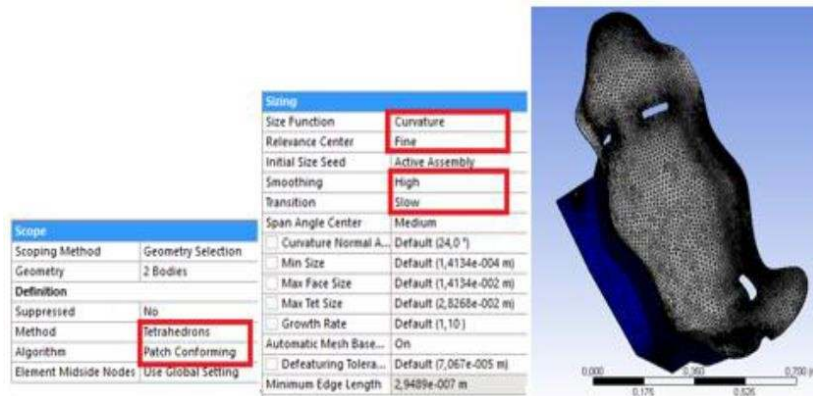 Scope
Scoping Method Geometry Selection
Geometry 2 Bodies
Definition
Suppressed No
Method Tetrahedrons
Algorithm Patch Conforming
Element Midside Nodes Use Global Setting
Sizing
Size Function Curvature
Relevance Center Fine
Initial Size Seed Active Assembly
Smoothing High
Transition Slow
Span Angle Center Medium
Curvature Normal A... Default (24,0 °)
Min Size Default (1,4134e-004 m)
Max Face Size Default (1,4134e-002 m)
Max Tet Size Default (2,8268e-002 m)
Growth Rate Default (1,10 )
Automatic Mesh Base... On
Defeaturing Tolera... Default (7,067e-005 m)
Minimum Edge Length 2,9489e-007 m
0,000 0,350 0,700 (m)
0,175 0,525